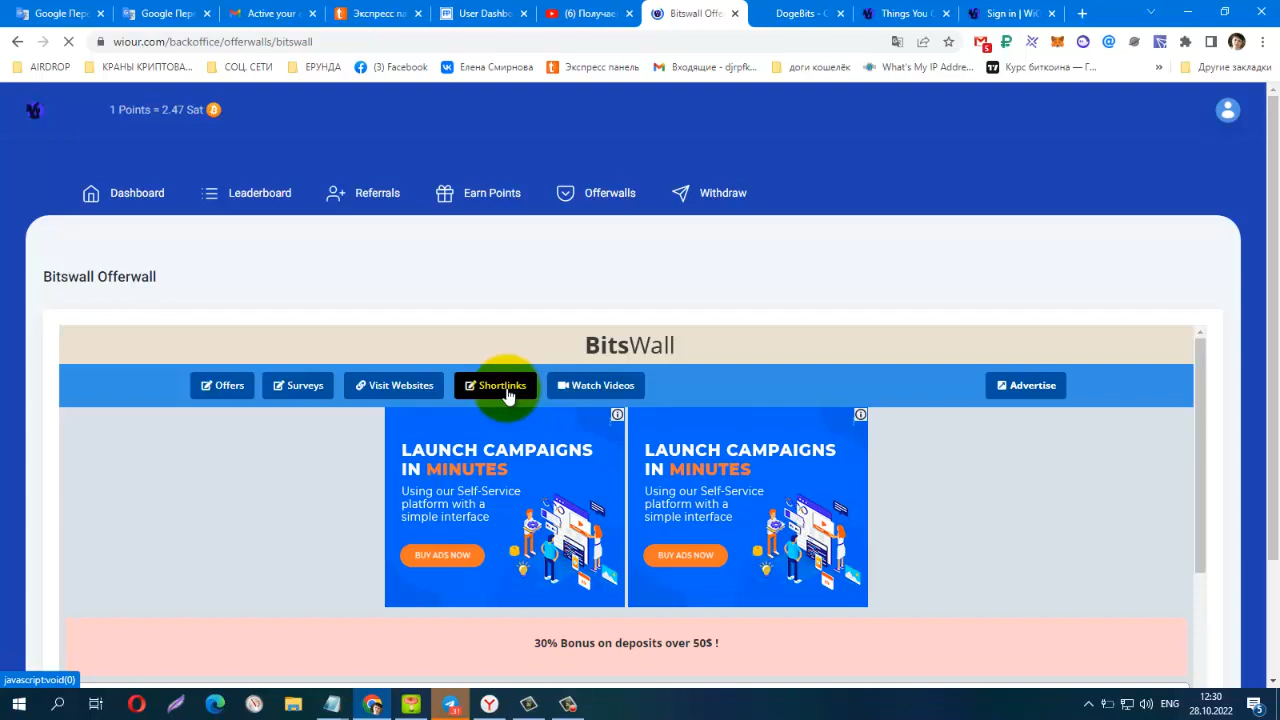 Google Пер
Google Пер
Active your a
Экспресс па
User Dashbo
(6) Получае
Bitswall Offe
DogeBits - C
Things You C
Sign in | WiO
wiour.com/backoffice/offerwalls/bitswall
AIRDROP
КРАНЫ КРИПТОВА...
СОЦ. СЕТИ
ЕРУНДА
(3) Facebook
Елена Смирнова
Экспресс панель
Входящие - djrpfk...
доги кошелёк
What's My IP Addre...
Курс биткоина — Г...
»
Другие закладки
1 Points = 2.47 Sat
Dashboard
Leaderboard
Referrals
Earn Points
Offerwalls
Withdraw
Bitswall Offerwall
BitsWall
Offers
Surveys
Visit Websites
Shortlinks
Watch Videos
Advertise
LAUNCH CAMPAIGNS
IN MINUTES
Using our Self-Service
platform with a
simple interface
BUY ADS NOW
LAUNCH CAMPAIGNS
IN MINUTES
Using our Self-Service
platform with a
simple interface
BUY ADS NOW
30% Bonus on deposits over 50$ !
javascript:void(0)
ENG
12:30
28.10.2022